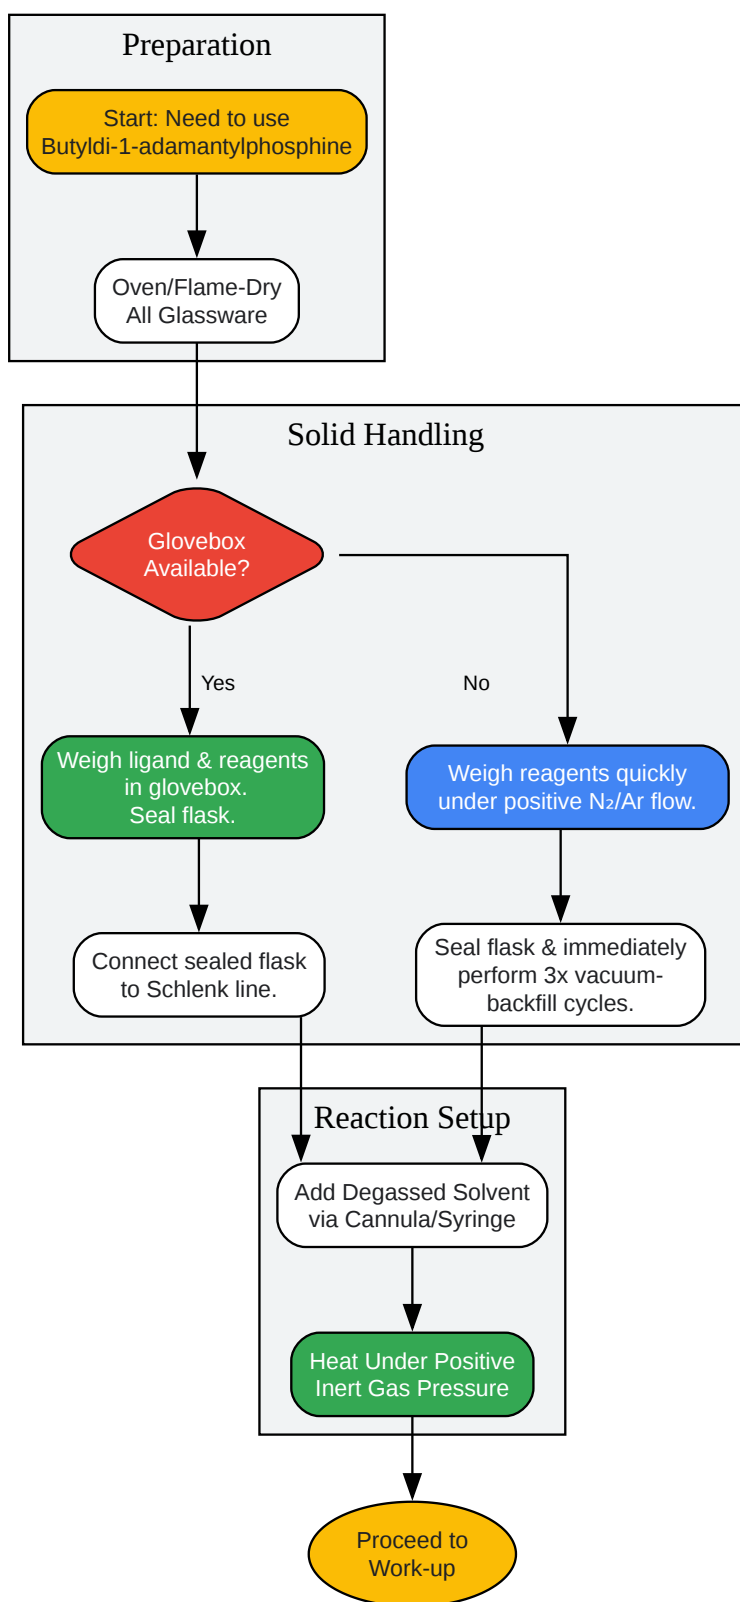 Preparation
Start: Need to use
Butyldi-1-adamantylphosphine
Oven/Flame-Dry
All Glassware
Solid Handling
Glovebox
Available?
Yes
No
Weigh ligand & reagents
in glovebox.
Seal flask.
Weigh reagents quickly
under positive N₂/Ar flow.
Connect sealed flask
to Schlenk line.
Seal flask & immediately
perform 3x vacuum-
backfill cycles.
Reaction Setup
Add Degassed Solvent
via Cannula/Syringe
Heat Under Positive
Inert Gas Pressure
Proceed to
Work-up